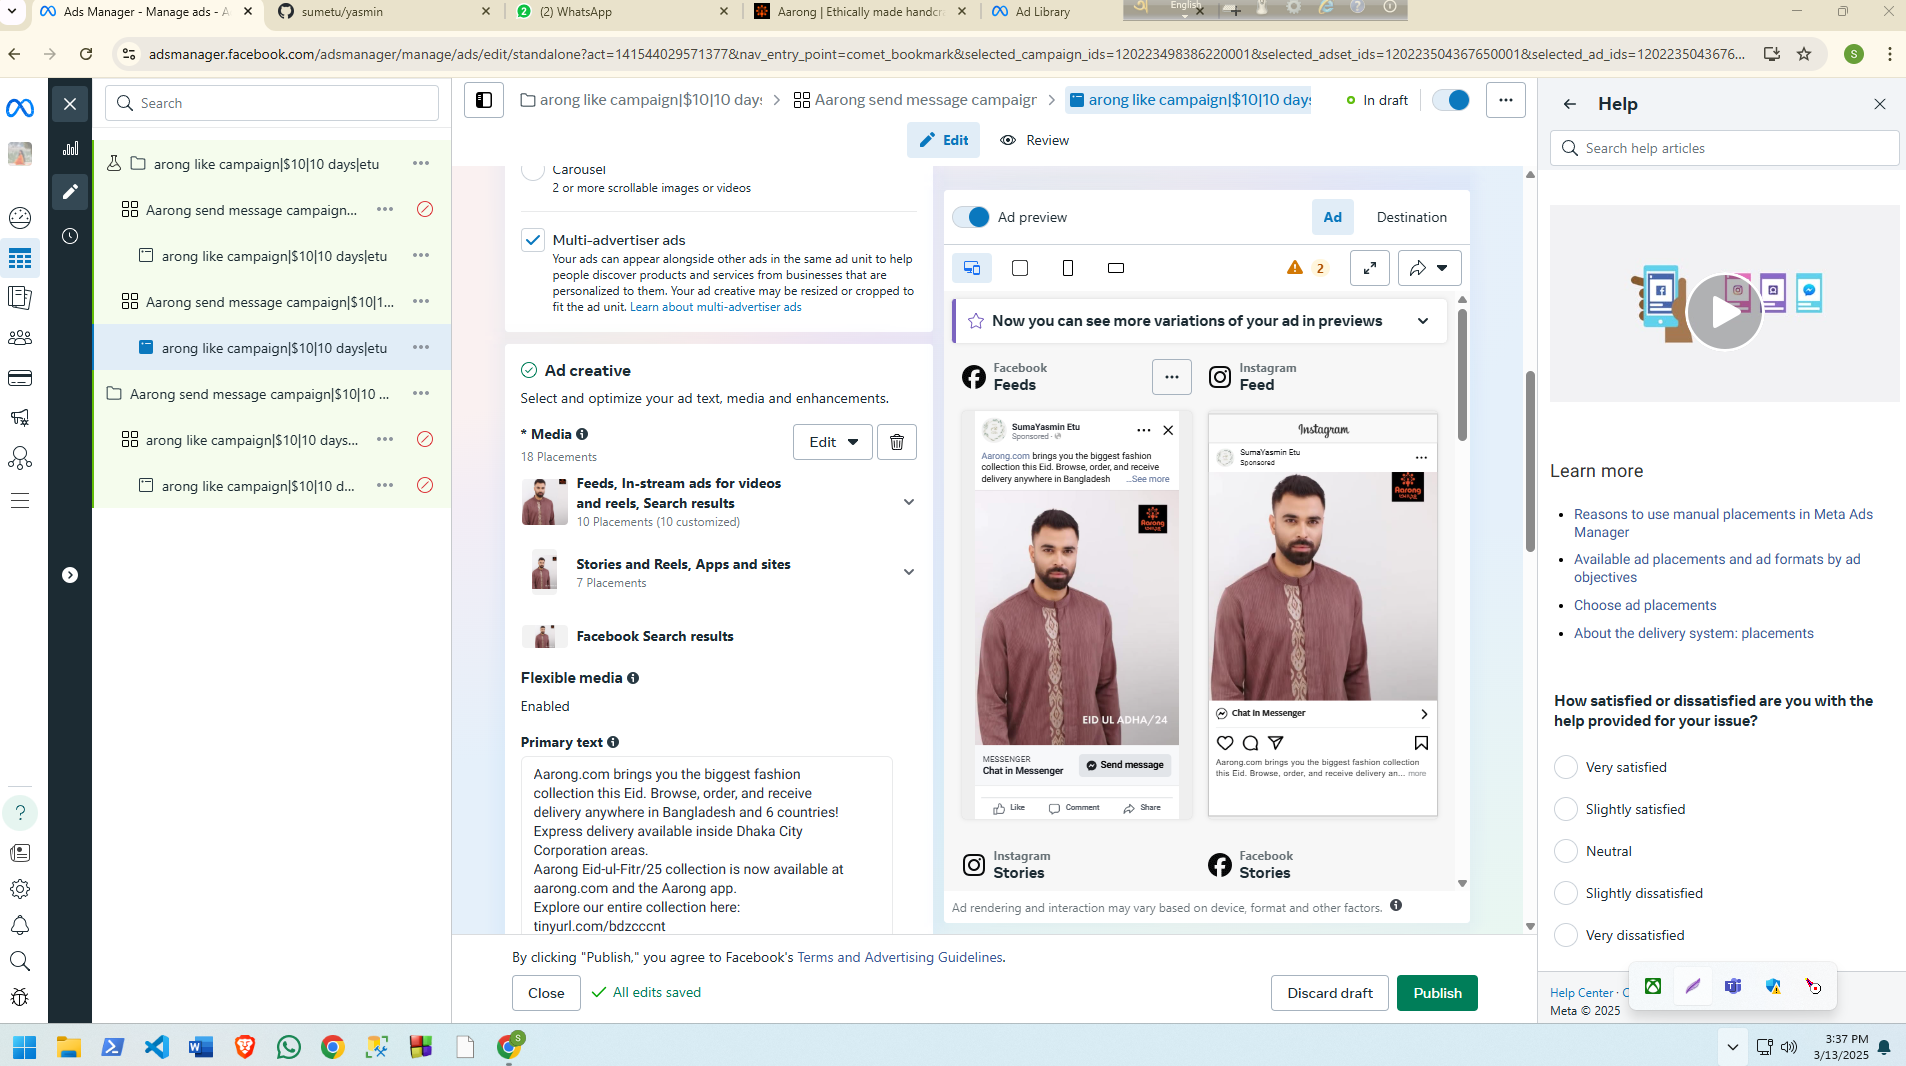 Ads Manager - Manage ads - A
sumetu/yasmin
(2) WhatsApp
Aarong | Ethically made handcra
Ad Library
English
adsmanager.facebook.com/adsmanager/manage/ads/edit/standalone?act=141544029571377&nav_entry_point=comet_bookmark&selected_campaign_ids=120223498386220001&selected_adset_ids=120223504367650001&selected_ad_ids=12022350436 76...
S
Search
arong like campaign|$10|10 days
Aarong send message campaign
arong like campaign|$10|10 days
In draft
Help
Edit
Review
Search help articles
arong like campaign|$10|10 days|etu
Aarong send message campaign...
arong like campaign|$10|10 days|etu
Aarong send message campaign|$10|1...
arong like campaign|$10|10 days|etu
Aarong send message campaign|$10|10 ...
arong like campaign|$10|10 days...
arong like campaign|$10|10 d...
Carousel
2 or more scrollable images or videos
Multi-advertiser ads
Your ads can appear alongside other ads in the same ad unit to help
people discover products and services from businesses that are
personalized to them. Your ad creative may be resized or cropped to
fit the ad unit. Learn about multi-advertiser ads
Ad creative
Select and optimize your ad text, media and enhancements.
* Media
Edit
18 Placements
Feeds, In-stream ads for videos
and reels, Search results
10 Placements (10 customized)
Stories and Reels, Apps and sites
7 Placements
Facebook Search results
Flexible media
Enabled
Primary text
Aarong.com brings you the biggest fashion
collection this Eid. Browse, order, and receive
delivery anywhere in Bangladesh and 6 countries!
Express delivery available inside Dhaka City
Corporation areas.
Aarong Eid-ul-Fitr/25 collection is now available at
aarong.com and the Aarong app.
Explore our entire collection here:
tinyurl.com/bdzcccnt
Ad preview
Ad
Destination
2
Now you can see more variations of your ad in previews
Facebook
Feeds
Instagram
Feed
SumaYasmin Etu
Sponsored ·
Aarong.com brings you the biggest fashion
collection this Eid. Browse, order, and receive
delivery anywhere in Bangladesh ...See more
Aarong
EID UL ADHA/24
MESSENGER
Chat in Messenger
Send message
Like
Comment
Share
Instagram
SumaYasmin Etu
Sponsored
Aarong
Chat in Messenger
Aarong.com brings you the biggest fashion collection
this Eid. Browse, order, and receive delivery an... more
Instagram
Stories
Facebook
Stories
Ad rendering and interaction may vary based on device, format and other factors.
By clicking "Publish," you agree to Facebook's Terms and Advertising Guidelines.
Close
All edits saved
Discard draft
Publish
Learn more
Reasons to use manual placements in Meta Ads
Manager
Available ad placements and ad formats by ad
objectives
Choose ad placements
About the delivery system: placements
How satisfied or dissatisfied are you with the
help provided for your issue?
Very satisfied
Slightly satisfied
Neutral
Slightly dissatisfied
Very dissatisfied
Help Center ·
Meta © 2025
3:37 PM
3/13/2025